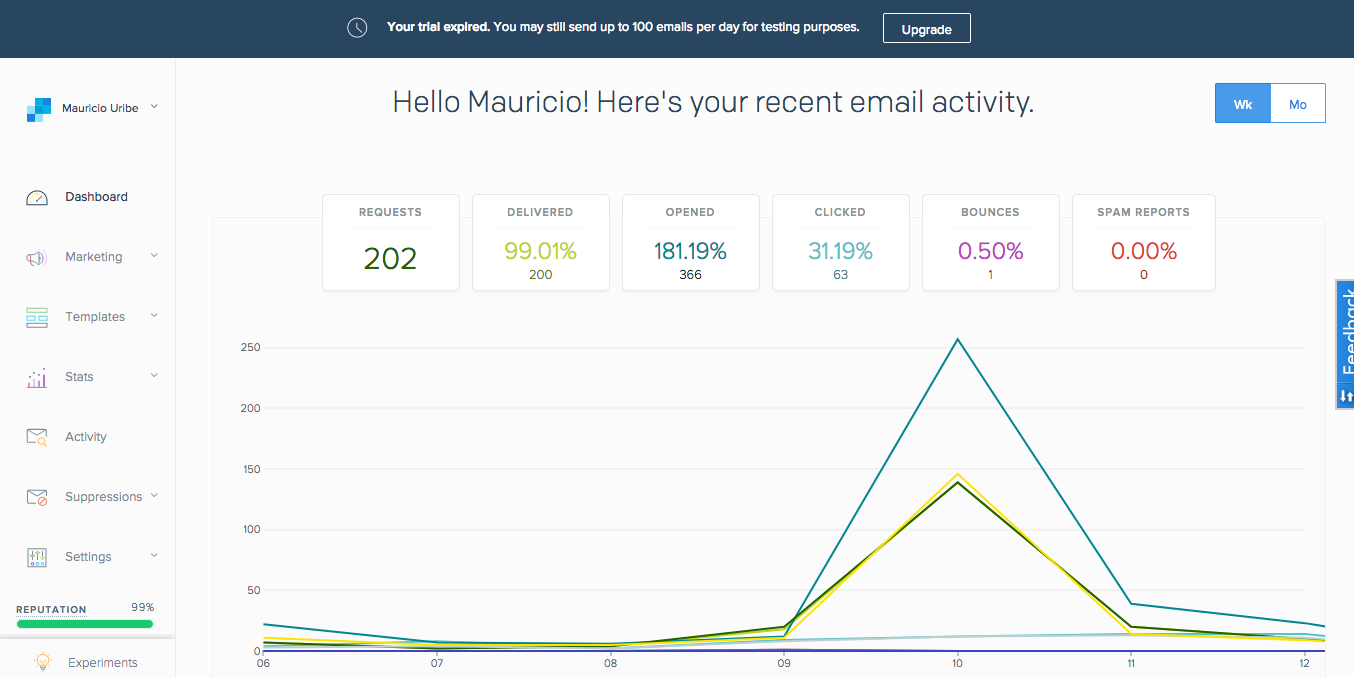 Your trial expired. You may still send up to 100 emails per day for testing purposes. Upgrade
Mauricio Uribe
Hello Mauricio! Here's your recent email activity.
Wk Mo
Dashboard
Marketing
Templates
Stats
Activity
Suppressions
Settings
REPUTATION 99%
Experiments
REQUESTS
202
DELIVERED
99.01%
200
OPENED
181.19%
366
CLICKED
31.19%
63
BOUNCES
0.50%
1
SPAM REPORTS
0.00%
0
250
200
150
100
50
0
06 07 08 09 10 11 12
Feedback